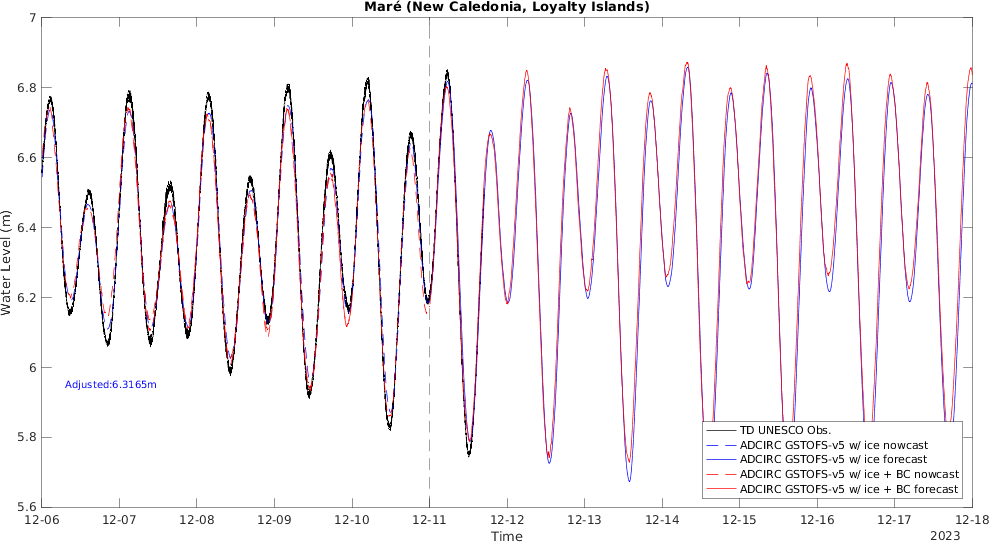 Maré (New Caledonia, Loyalty Islands)
7
6.8
6.6
6.4
6.2
6
5.8
5.6
Water Level (m)
Adjusted:6.3165m
TD UNESCO Obs.
ADCIRC GSTOFS-v5 w/ ice nowcast
ADCIRC GSTOFS-v5 w/ ice forecast
ADCIRC GSTOFS-v5 w/ ice + BC nowcast
ADCIRC GSTOFS-v5 w/ ice + BC forecast
12-06 12-07 12-08 12-09 12-10 12-11 12-12 12-13 12-14 12-15 12-16 12-17 12-18
Time
2023